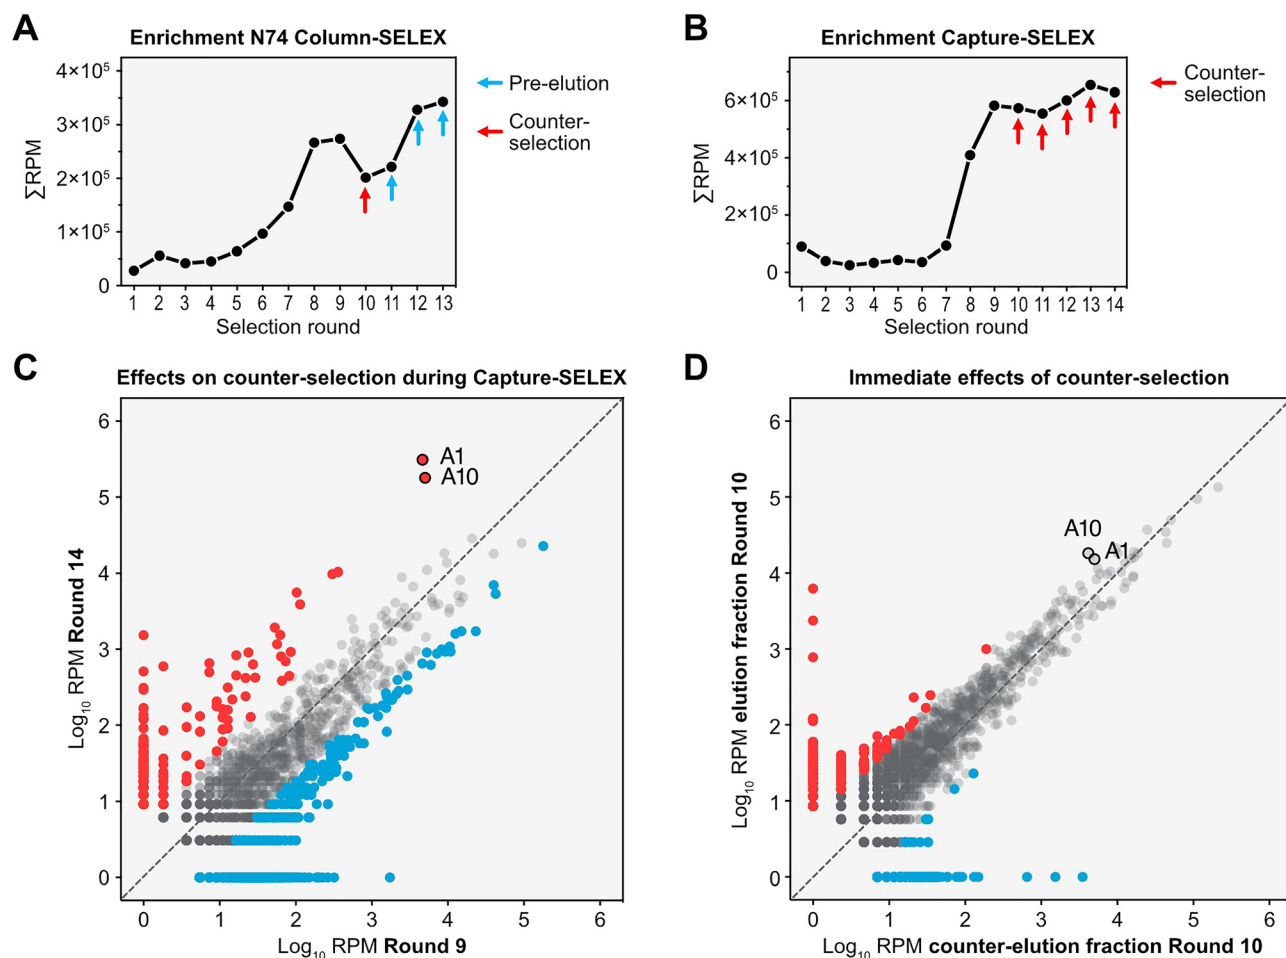 A
Enrichment N74 Column-SELEX
4×10⁵
3×10⁵
2×10⁵
1×10⁵
0
∑RPM
1 2 3 4 5 6 7 8 9 10 11 12 13
Selection round
Pre-elution
Counter-
selection
B
Enrichment Capture-SELEX
6×10⁵
4×10⁵
2×10⁵
0
∑RPM
1 2 3 4 5 6 7 8 9 10 11 12 13 14
Selection round
Counter-
selection
C
Effects on counter-selection during Capture-SELEX
6
5
4
3
2
1
0
Log₁₀ RPM Round 14
A1
A10
0 1 2 3 4 5 6
Log₁₀ RPM Round 9
D
Immediate effects of counter-selection
6
5
4
3
2
1
0
Log₁₀ RPM elution fraction Round 10
A10
A1
0 1 2 3 4 5 6
Log₁₀ RPM counter-elution fraction Round 10